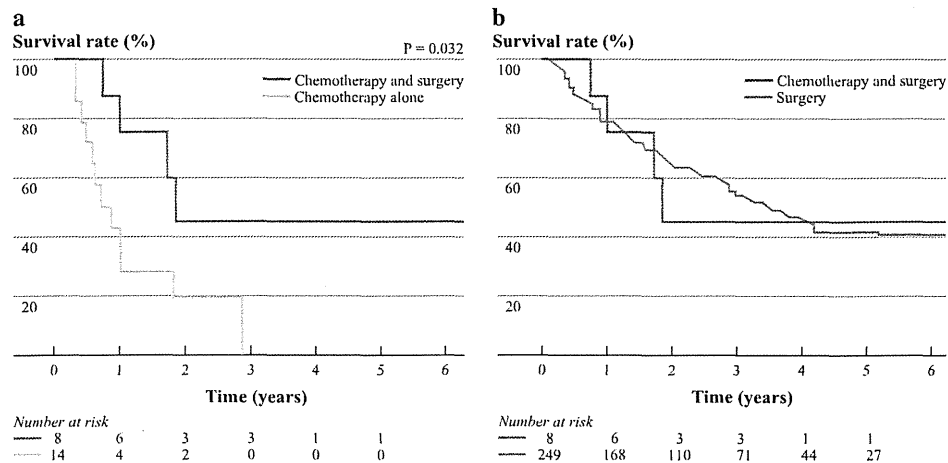 a
Survival rate (%)
P = 0.032
100
80
60
40
20
Chemotherapy and surgery
Chemotherapy alone
0 1 2 3 4 5 6
Time (years)
Number at risk
8 6 3 3 1 1
14 4 2 0 0 0
b
Survival rate (%)
100
80
60
40
20
Chemotherapy and surgery
Surgery
0 1 2 3 4 5 6
Time (years)
Number at risk
8 6 3 3 1 1
249 168 110 71 44 27